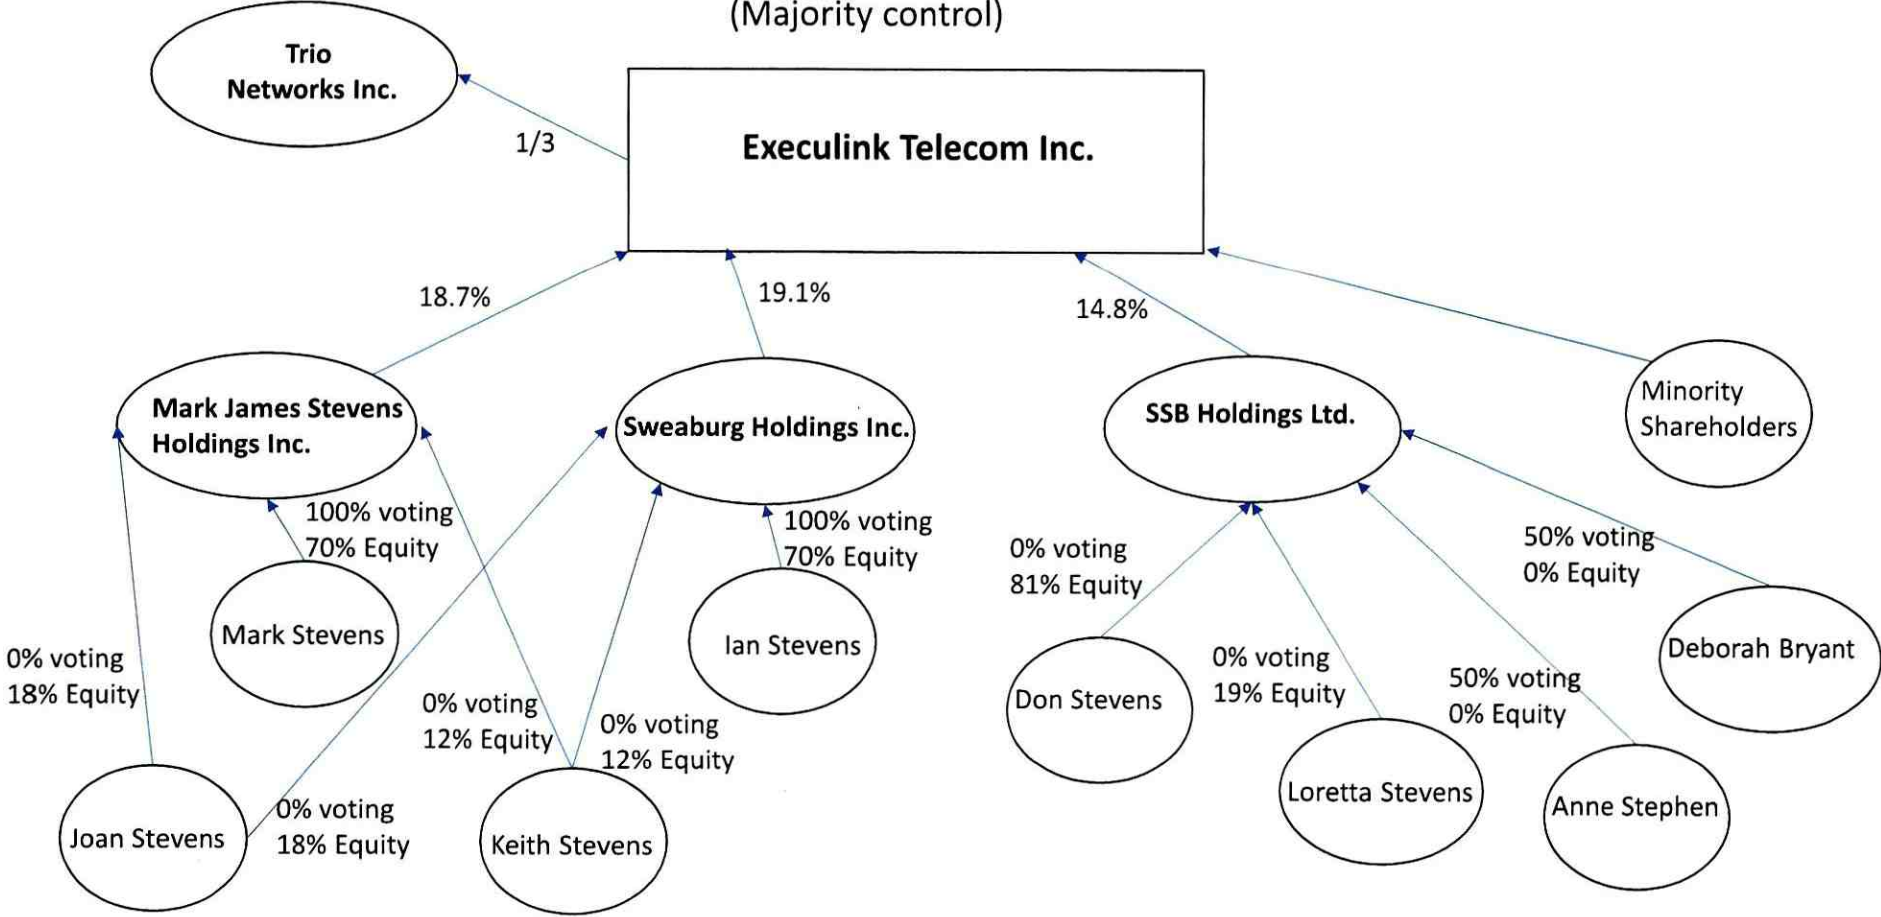 (Majority control)
Trio
Networks Inc.
1/3
Execulink Telecom Inc.
18.7%
19.1%
14.8%
Mark James Stevens
Holdings Inc.
Sweaburg Holdings Inc.
SSB Holdings Ltd.
Minority
Shareholders
100% voting
70% Equity
100% voting
70% Equity
0% voting
81% Equity
50% voting
0% Equity
Mark Stevens
Ian Stevens
Deborah Bryant
0% voting
18% Equity
0% voting
12% Equity
0% voting
12% Equity
Don Stevens
0% voting
19% Equity
50% voting
0% Equity
Joan Stevens
0% voting
18% Equity
Keith Stevens
Loretta Stevens
Anne Stephen